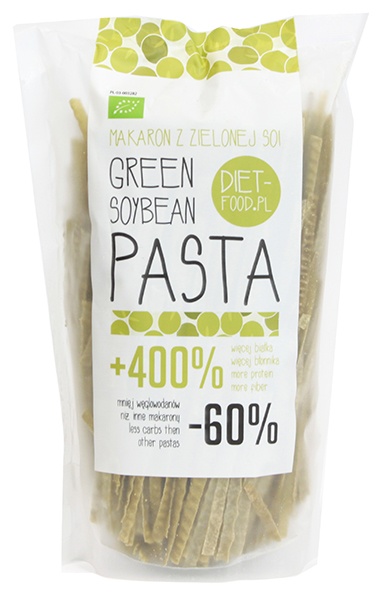 MAKARON Z ZIELONEJ SOI
GREEN
SOYBEAN
DIET-
FOOD.PL
PASTA
+400%
więcej białka
więcej błonnika
more protein
more fiber
mniej węglowodanów
niż inne makarony
less carbs then
other pastas
-60%